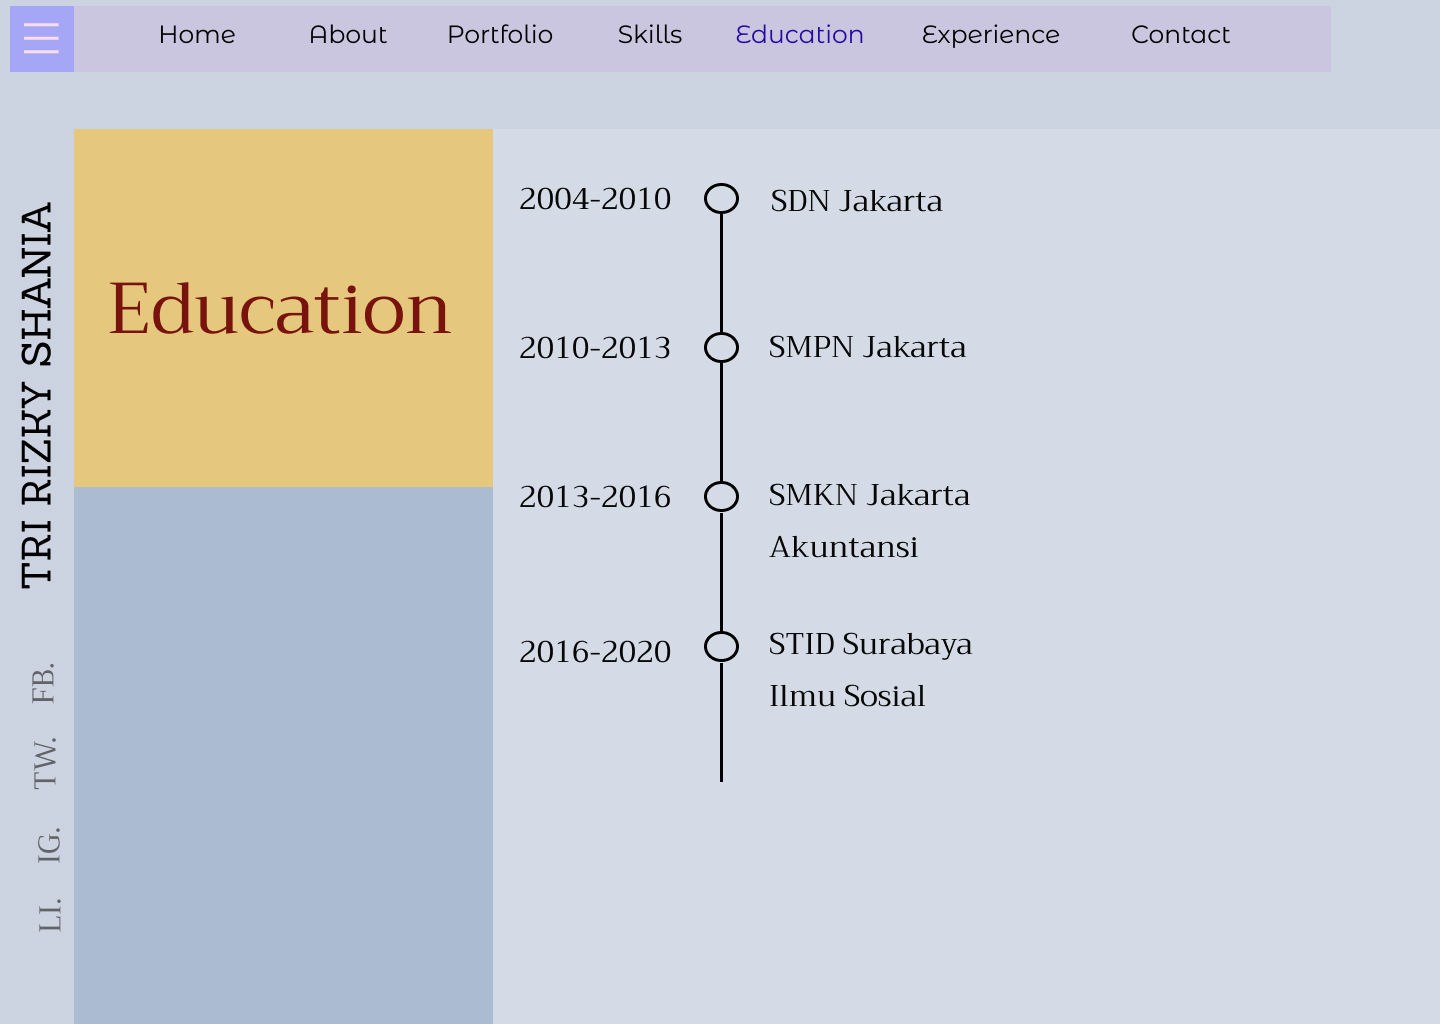 Home About Portfolio Skills Education Experience Contact
TRI RIZKY SHANIA
FB.
TW.
IG.
LI.
Education
2004-2010 SDN Jakarta
2010-2013 SMPN Jakarta
2013-2016 SMKN Jakarta
Akuntansi
2016-2020 STID Surabaya
Ilmu Sosial